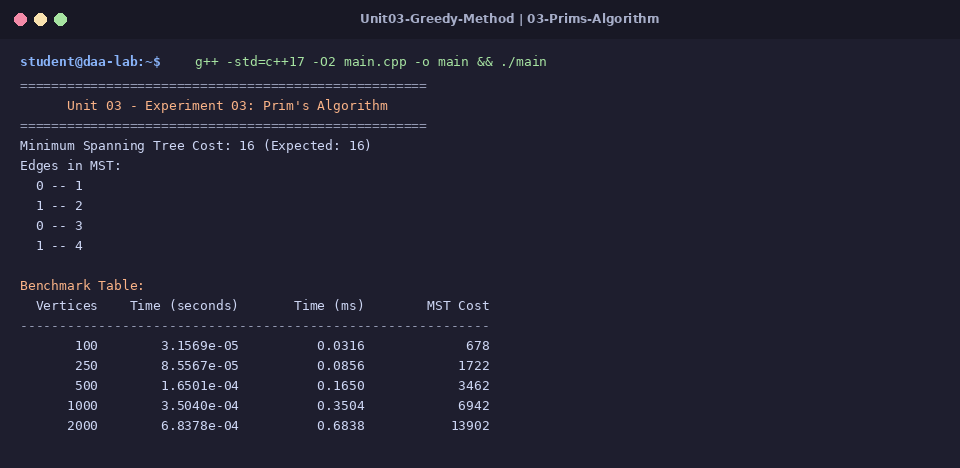 Unit03-Greedy-Method | 03-Prims-Algorithm
student@daa-lab:~$ g++ -std=c++17 -O2 main.cpp -o main && ./main
====================================================
Unit 03 - Experiment 03: Prim's Algorithm
====================================================
Minimum Spanning Tree Cost: 16 (Expected: 16)
Edges in MST:
0 -- 1
1 -- 2
0 -- 3
1 -- 4
Benchmark Table:
Vertices Time (seconds) Time (ms) MST Cost
------------------------------------------------------------
100 3.1569e-05 0.0316 678
250 8.5567e-05 0.0856 1722
500 1.6501e-04 0.1650 3462
1000 3.5040e-04 0.3504 6942
2000 6.8378e-04 0.6838 13902